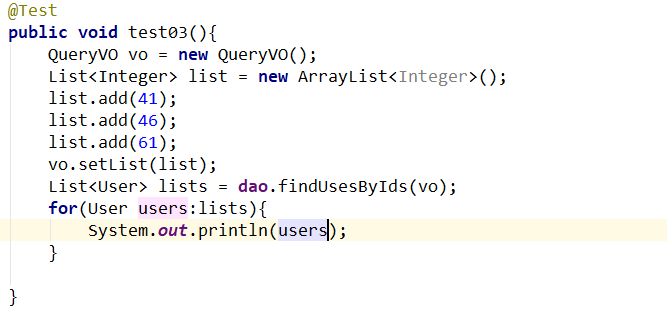 @Test
public void test03(){
    QueryVO vo = new QueryVO();
    List<Integer> list = new ArrayList<Integer>();
    list.add(41);
    list.add(46);
    list.add(61);
    vo.setList(list);
    List<User> lists = dao.findUsesByIds(vo);
    for(User users:lists){
        System.out.println(users);
    }
}